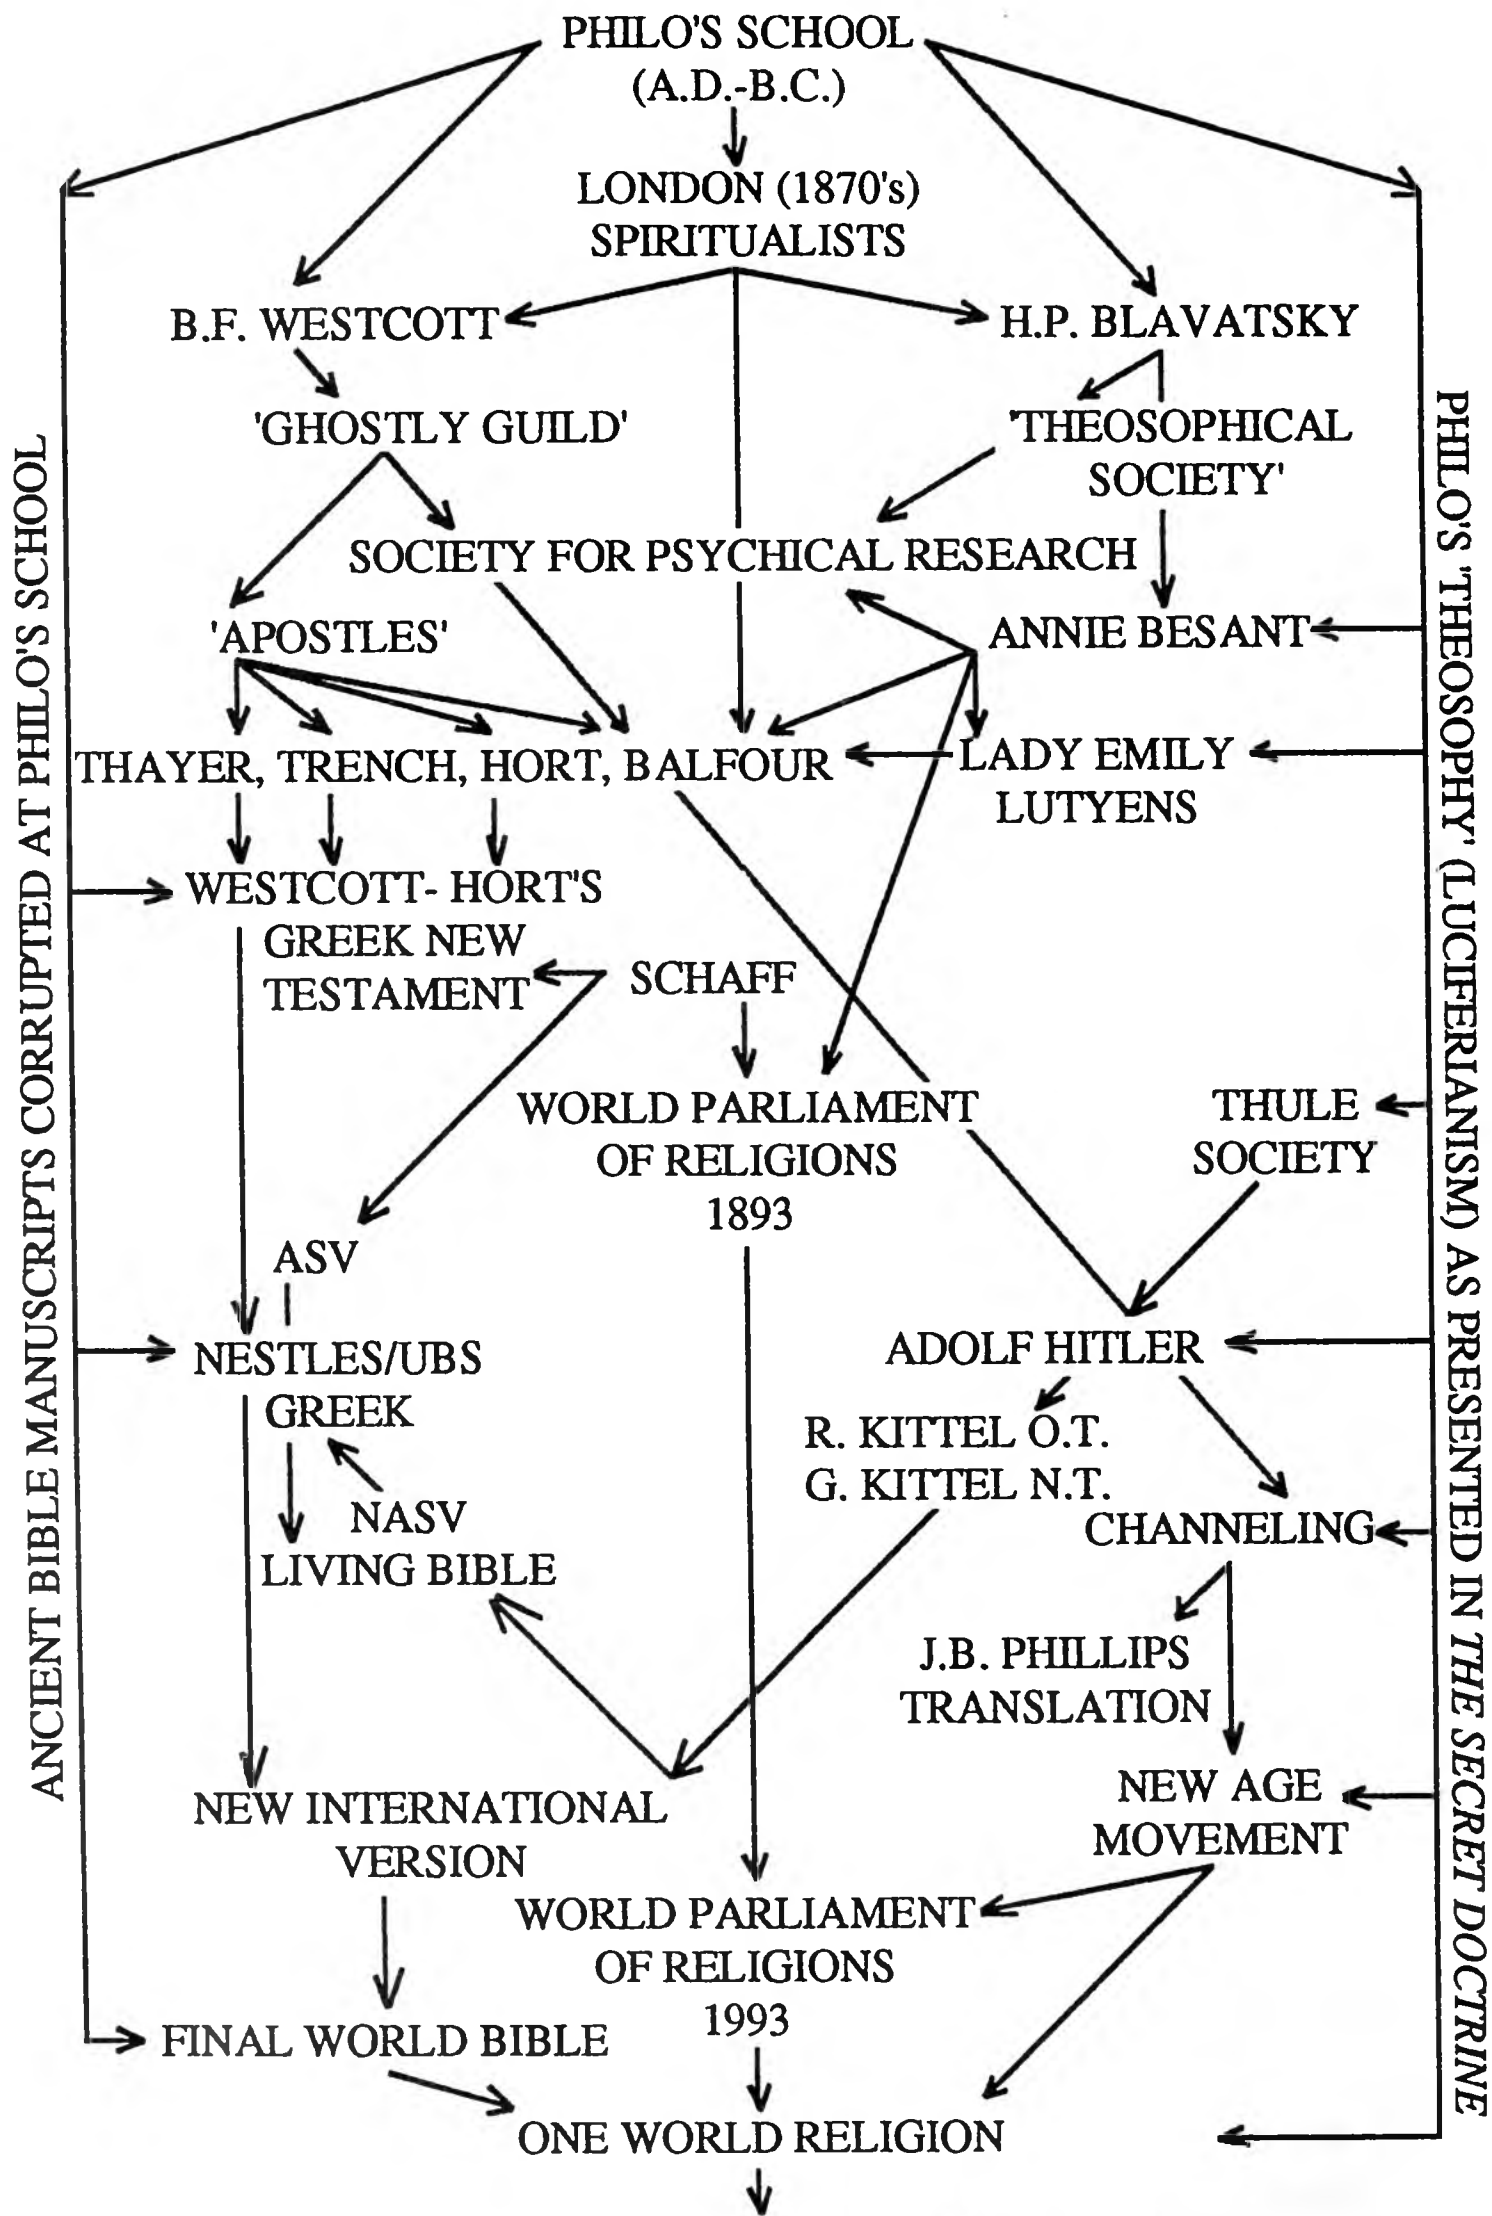 PHILO'S SCHOOL
(A.D.-B.C.)
LONDON (1870's)
SPIRITUALISTS
B.F. WESTCOTT
H.P. BLAVATSKY
'GHOSTLY GUILD'
'THEOSOPHICAL
SOCIETY'
SOCIETY FOR PSYCHICAL RESEARCH
'APOSTLES'
ANNIE BESANT
THAYER, TRENCH, HORT, BALFOUR
LADY EMILY
LUTYENS
WESTCOTT- HORT'S
GREEK NEW
TESTAMENT
SCHAFF
WORLD PARLIAMENT
OF RELIGIONS
1893
THULE
SOCIETY
ASV
NESTLES/UBS
GREEK
ADOLF HITLER
R. KITTEL O.T.
G. KITTEL N.T.
NASV
LIVING BIBLE
CHANNELING
J.B. PHILLIPS
TRANSLATION
NEW INTERNATIONAL
VERSION
NEW AGE
MOVEMENT
WORLD PARLIAMENT
OF RELIGIONS
1993
FINAL WORLD BIBLE
ONE WORLD RELIGION
ANCIENT BIBLE MANUSCRIPTS CORRUPTED AT PHILO'S SCHOOL
PHILO'S 'THEOSOPHY' (LUCIFERIANISM) AS PRESENTED IN THE SECRET DOCTRINE